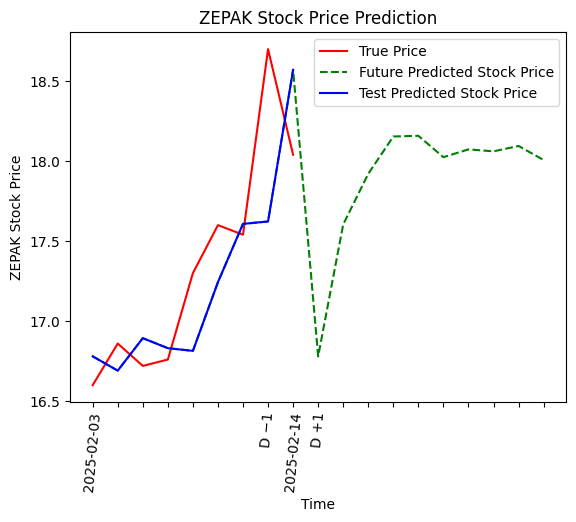 ZEPAK Stock Price Prediction
True Price
Future Predicted Stock Price
Test Predicted Stock Price
ZEPAK Stock Price
18.5
18.0
17.5
17.0
16.5
2025-02-03
D −1
2025-02-14
D +1
Time